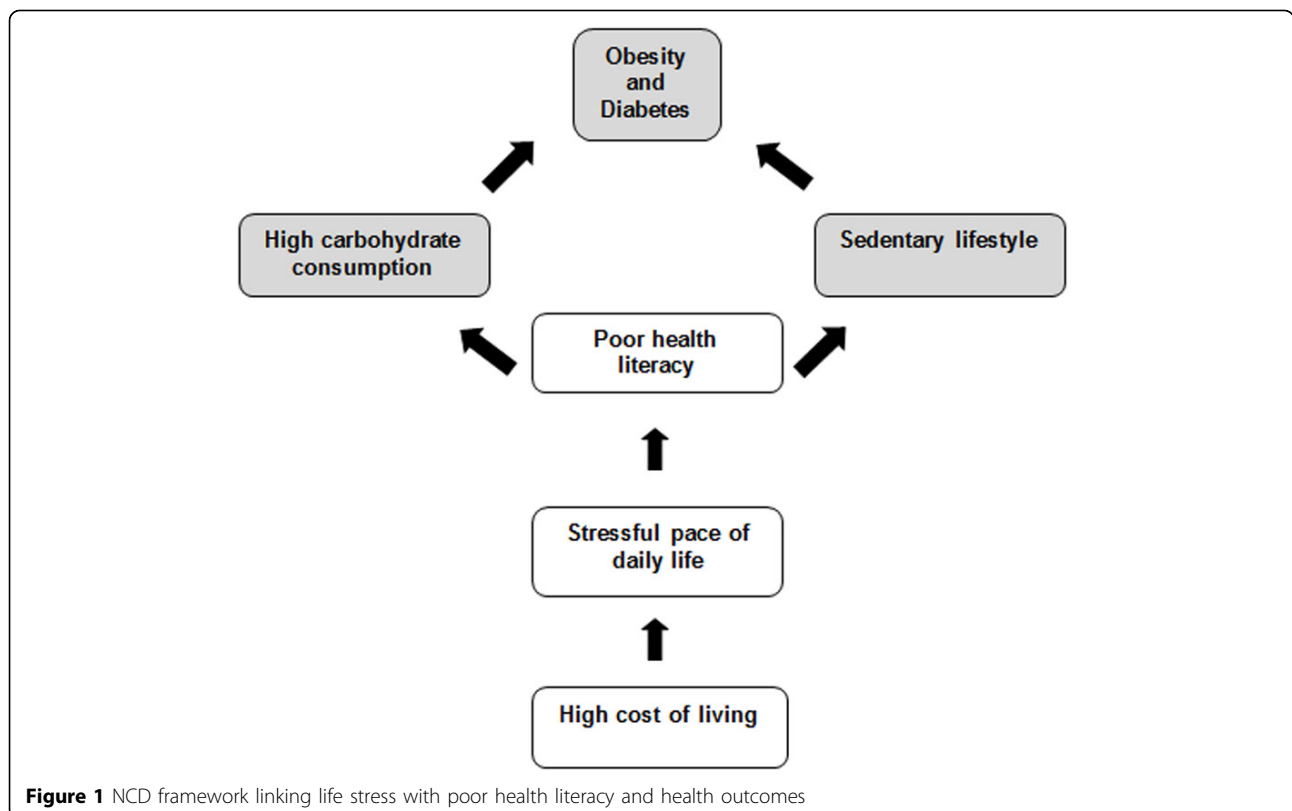 Obesity
and
Diabetes
High carbohydrate
consumption
Sedentary lifestyle
Poor health
literacy
Stressful pace of
daily life
High cost of living
Figure 1 NCD framework linking life stress with poor health literacy and health outcomes